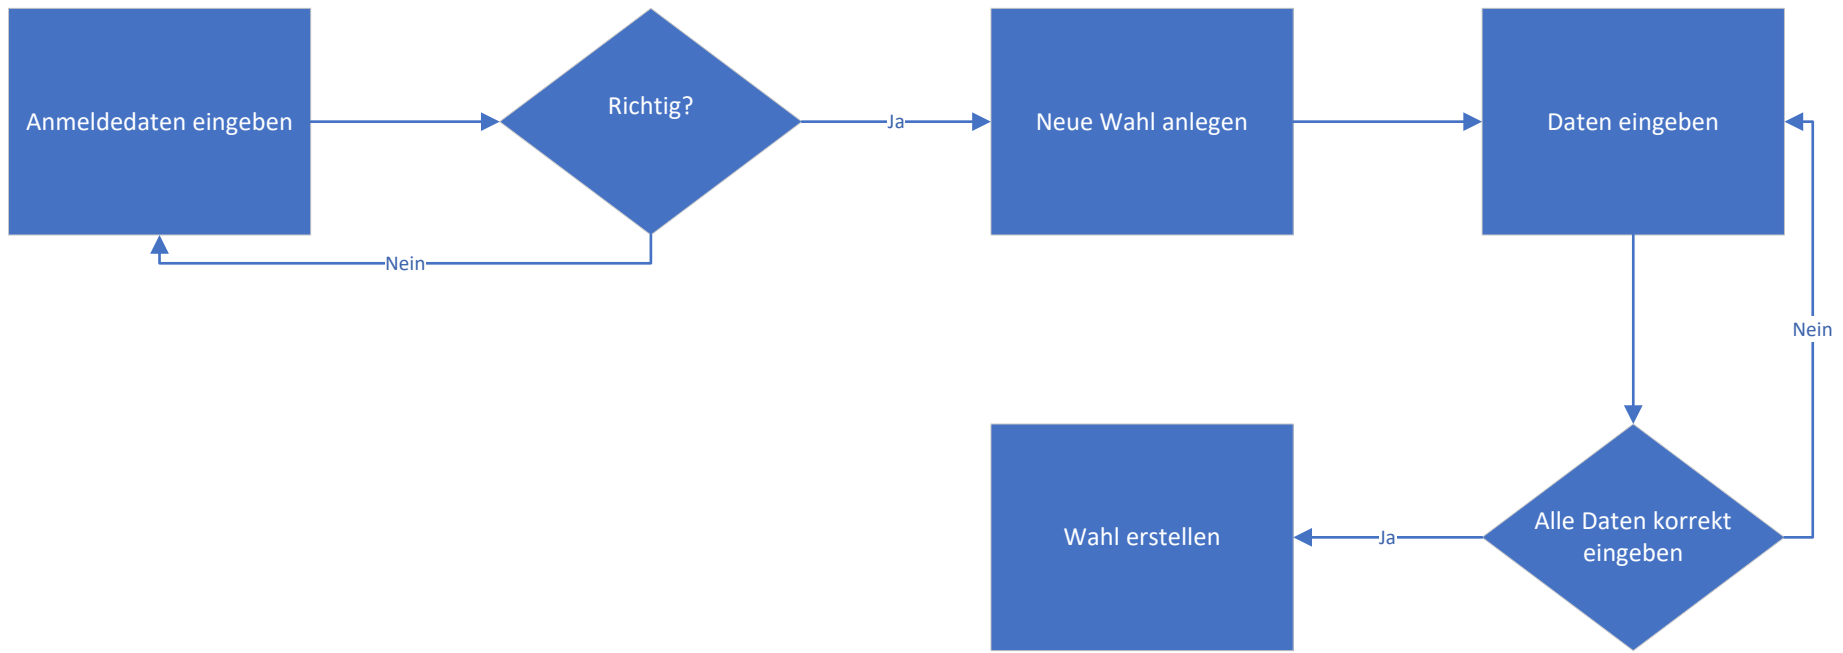 Anmeldedaten eingeben
Richtig?
Ja
Neue Wahl anlegen
Daten eingeben
Nein
Nein
Wahl erstellen
Ja
Alle Daten korrekt
eingeben